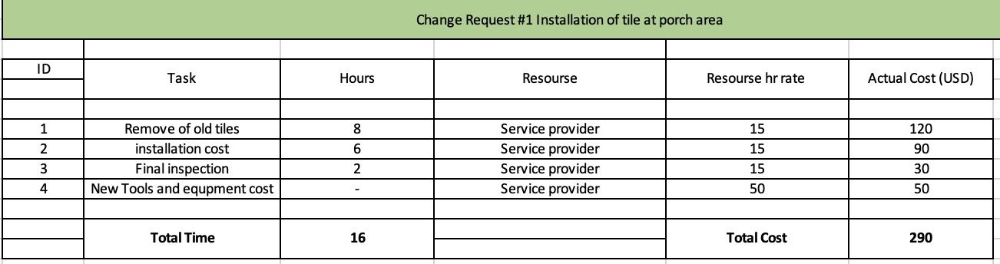 Change Request #1 Installation of tile at porch area
ID Task Hours Resourse Resourse hr rate Actual Cost (USD)
1 Remove of old tiles 8 Service provider 15 120
2 installation cost 6 Service provider 15 90
3 Final inspection 2 Service provider 15 30
4 New Tools and equpment cost - Service provider 50 50
Total Time 16 Total Cost 290